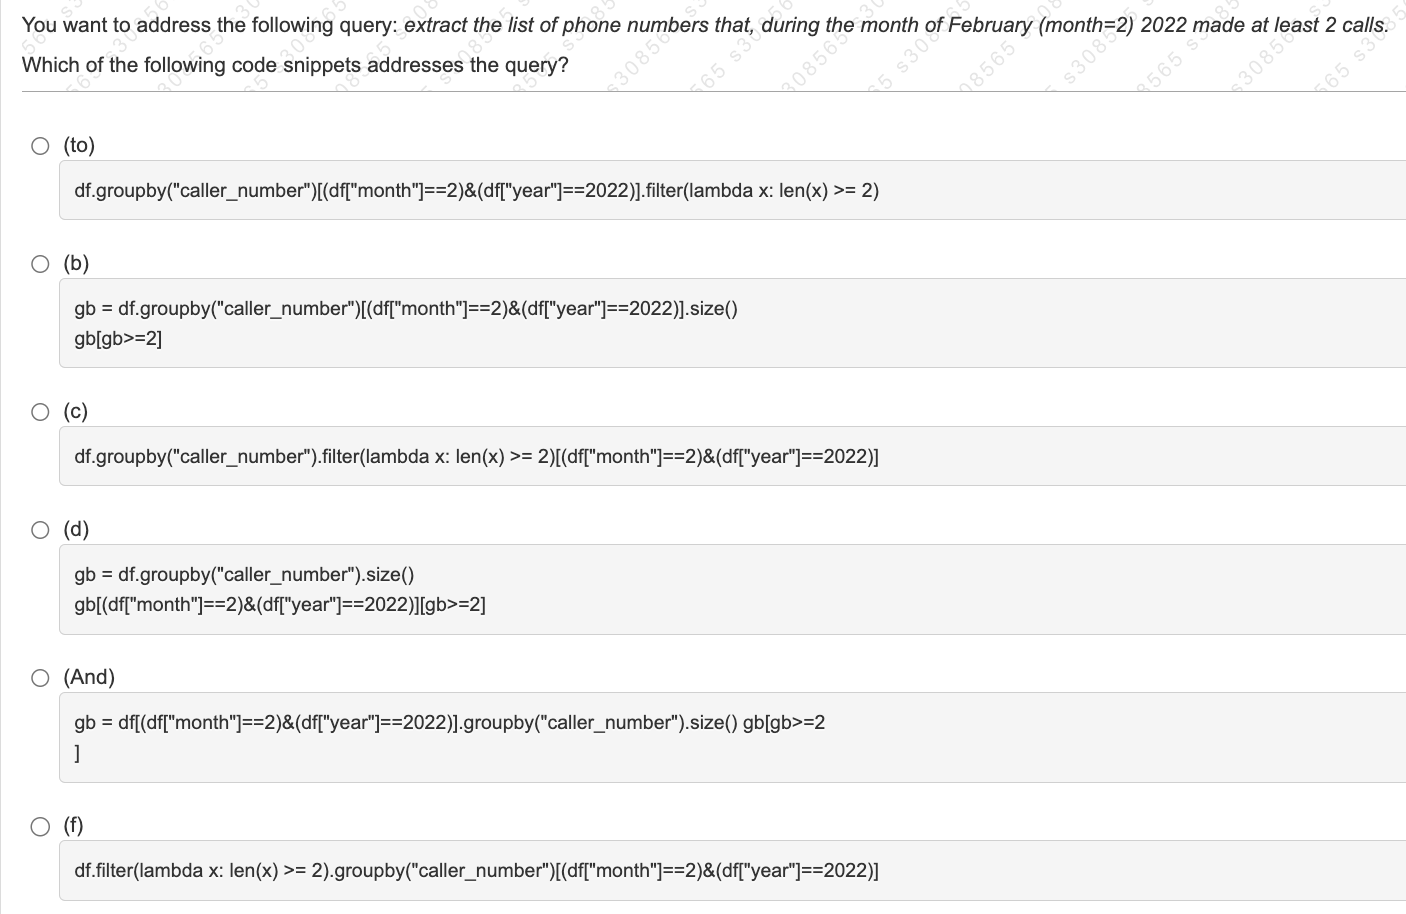 You want to address the following query: extract the list of phone numbers that, during the month of February (month=2) 2022 made at least 2 calls.
Which of the following code snippets addresses the query?
(to)
df.groupby("caller_number")[(df["month"]==2)&(df["year"]==2022)].filter(lambda x: len(x) >= 2)
(b)
gb = df.groupby("caller_number")[(df["month"]==2)&(df["year"]==2022)].size()
gb[gb>=2]
(c)
df.groupby("caller_number").filter(lambda x: len(x) >= 2)[(df["month"]==2)&(df["year"]==2022)]
(d)
gb = df.groupby("caller_number").size()
gb[(df["month"]==2)&(df["year"]==2022)][gb>=2]
(And)
gb = df[(df["month"]==2)&(df["year"]==2022)].groupby("caller_number").size() gb[gb>=2
]
(f)
df.filter(lambda x: len(x) >= 2).groupby("caller_number")[(df["month"]==2)&(df["year"]==2022)]